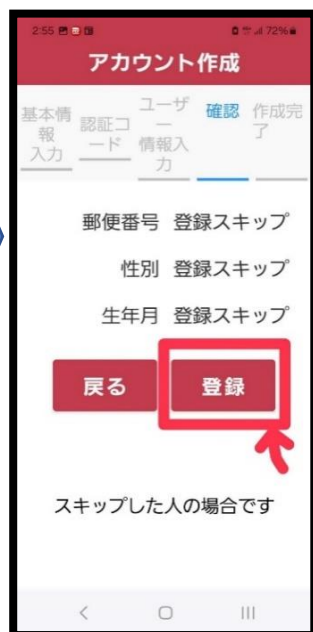 2:55 72%
アカウント作成
基本情報入力
認証コード
ユーザー情報入力
確認
作成完了
郵便番号 登録スキップ
性別 登録スキップ
生年月 登録スキップ
戻る 登録
スキップした人の場合です